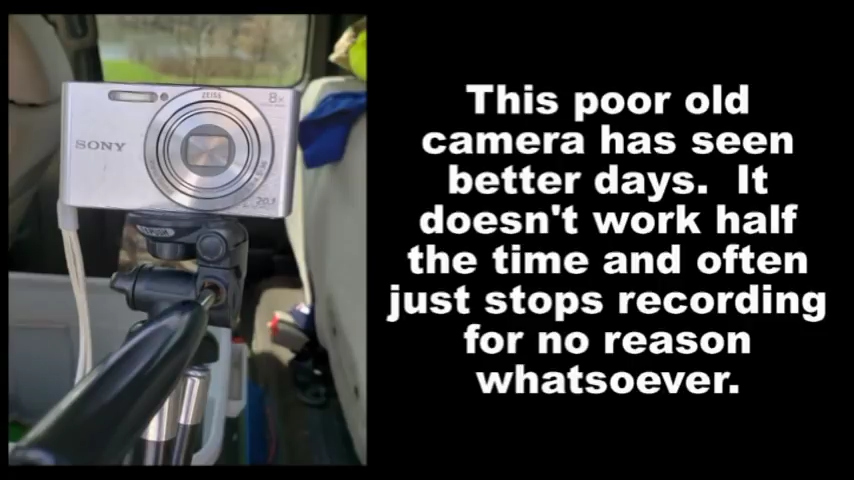 SONY
ZEISS
8x
20.1
This poor old
camera has seen
better days.  It
doesn't work half
the time and often
just stops recording
for no reason
whatsoever.